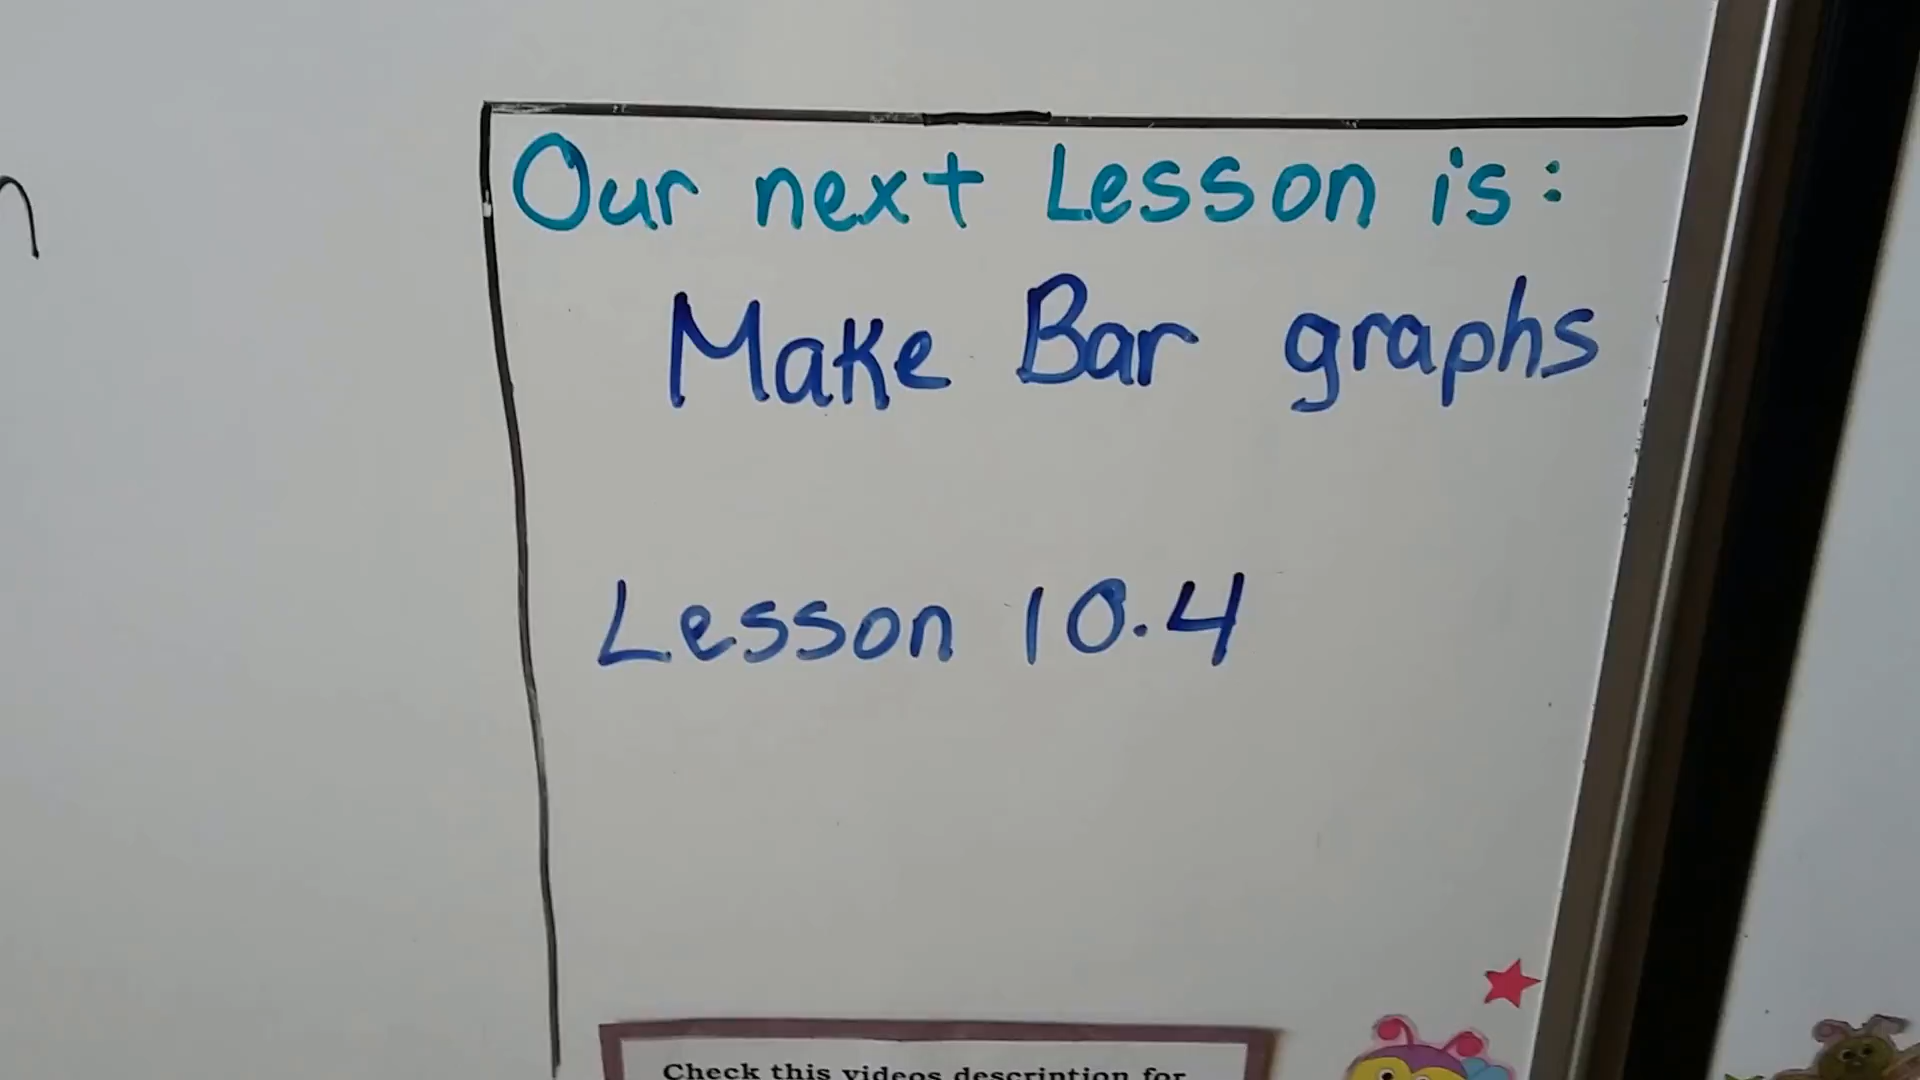 Our next Lesson is:
Make Bar graphs
Lesson 10.4
Check this videos description for